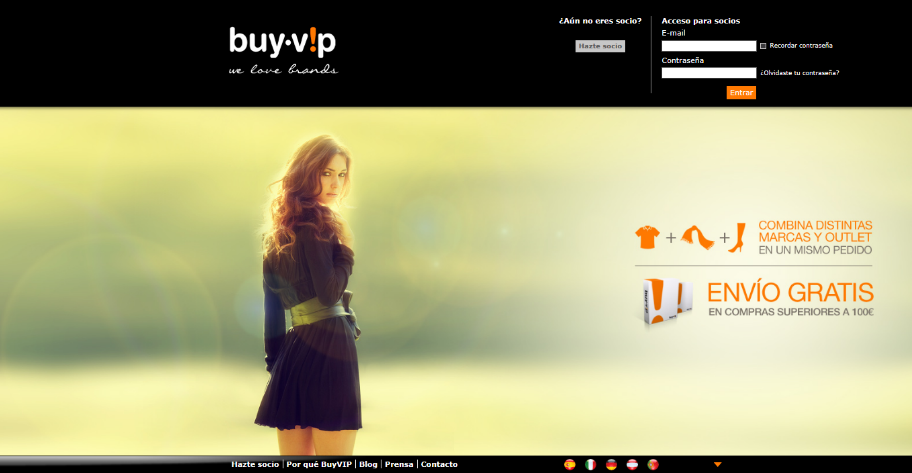 buy·v!p
we love brands
¿Aún no eres socio?
Hazte socio
Acceso para socios
E-mail
Recordar contraseña
Contraseña
¿Olvidaste tu contraseña?
Entrar
COMBINA DISTINTAS
MARCAS Y OUTLET
EN UN MISMO PEDIDO
ENVÍO GRATIS
EN COMPRAS SUPERIORES A 100€
buy·v!p
Hazte socio | Por qué BuyVIP | Blog | Prensa | Contacto